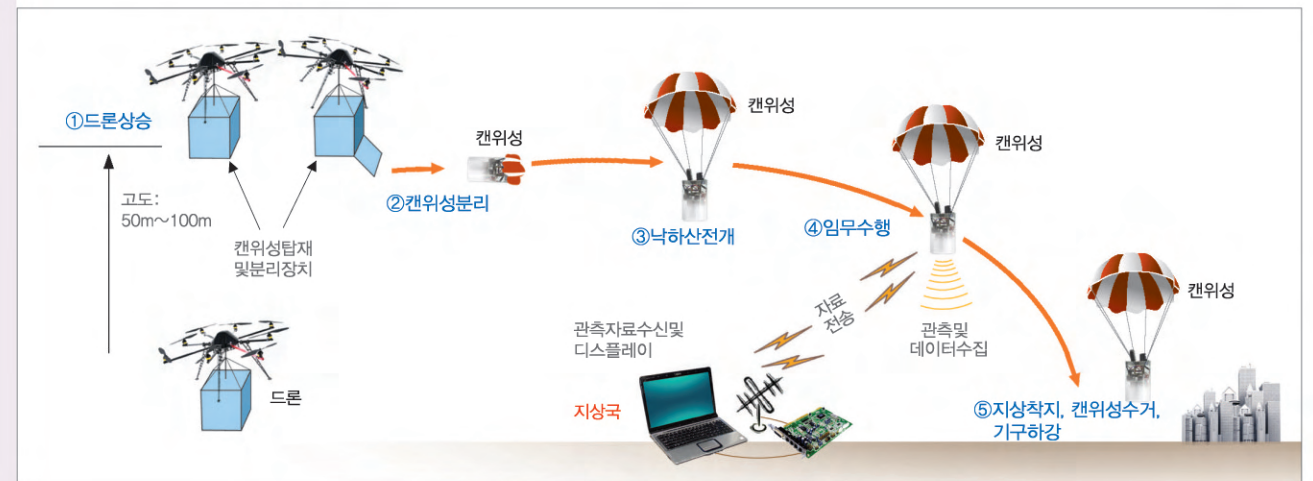 ①드론상승
고도:
50m~100m
캔위성탑재
및분리장치
드론
②캔위성분리
캔위성
③낙하산전개
캔위성
④임무수행
캔위성
자료
전송
관측및
데이터수집
관측자료수신및
디스플레이
지상국
캔위성
⑤지상착지, 캔위성수거,
기구하강